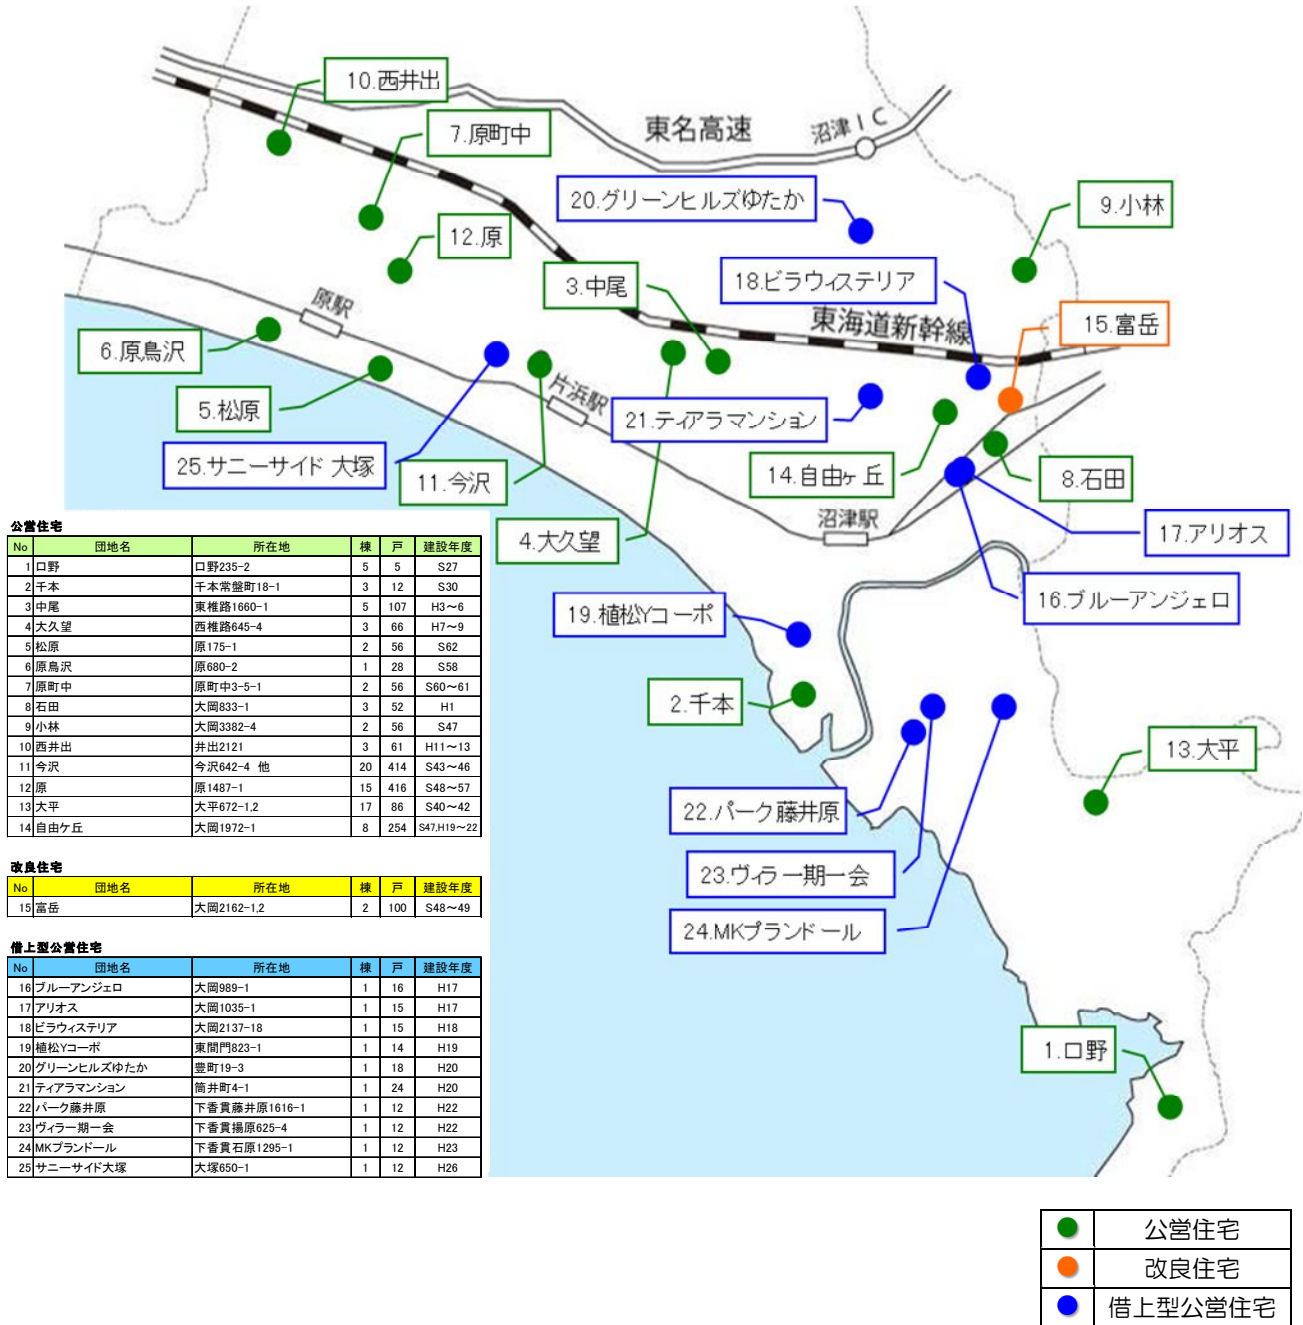 10.西井出
7.原町中
東名高速
沼津IC
20.グリーンヒルズゆたか
9.小林
12.原
3.中尾
18.ビラウィステリア
原駅
東海道新幹線
15.富岳
6.原鳥沢
5.松原
片浜駅
21.ティアラマンション
25.サニーサイド 大塚
11.今沢
14.自由ヶ丘
8.石田
沼津駅
4.大久望
17.アリオス
16.ブルーアンジェロ
19.植松Yコーポ
2.千本
13.大平
22.パーク藤井原
23.ヴィラ一期一会
24.MKプランドール
1.口野
公営住宅
No 団地名 所在地 棟 戸 建設年度
1 口野 口野235-2 5 5 S27
2 千本 千本常盤町18-1 3 12 S30
3 中尾 東椎路1660-1 5 107 H3～6
4 大久望 西椎路645-4 3 66 H7～9
5 松原 原175-1 2 56 S62
6 原鳥沢 原680-2 1 28 S58
7 原町中 原町中3-5-1 2 56 S60～61
8 石田 大岡833-1 3 52 H1
9 小林 大岡3382-4 2 56 S47
10 西井出 井出2121 3 61 H11～13
11 今沢 今沢642-4 他 20 414 S43～46
12 原 原1487-1 15 416 S48～57
13 大平 大平672-1,2 17 86 S40～42
14 自由ケ丘 大岡1972-1 8 254 S47,H19～22
改良住宅
No 団地名 所在地 棟 戸 建設年度
15 富岳 大岡2162-1,2 2 100 S48～49
借上型公営住宅
No 団地名 所在地 棟 戸 建設年度
16 ブルーアンジェロ 大岡989-1 1 16 H17
17 アリオス 大岡1035-1 1 15 H17
18 ビラウィステリア 大岡2137-18 1 15 H18
19 植松Yコーポ 東間門823-1 1 14 H19
20 グリーンヒルズゆたか 豊町19-3 1 18 H20
21 ティアラマンション 筒井町4-1 1 24 H20
22 パーク藤井原 下香貫藤井原1616-1 1 12 H22
23 ヴィラ一期一会 下香貫揚原625-4 1 12 H22
24 MKプランドール 下香貫石原1295-1 1 12 H23
25 サニーサイド大塚 大塚650-1 1 12 H26
公営住宅
改良住宅
借上型公営住宅